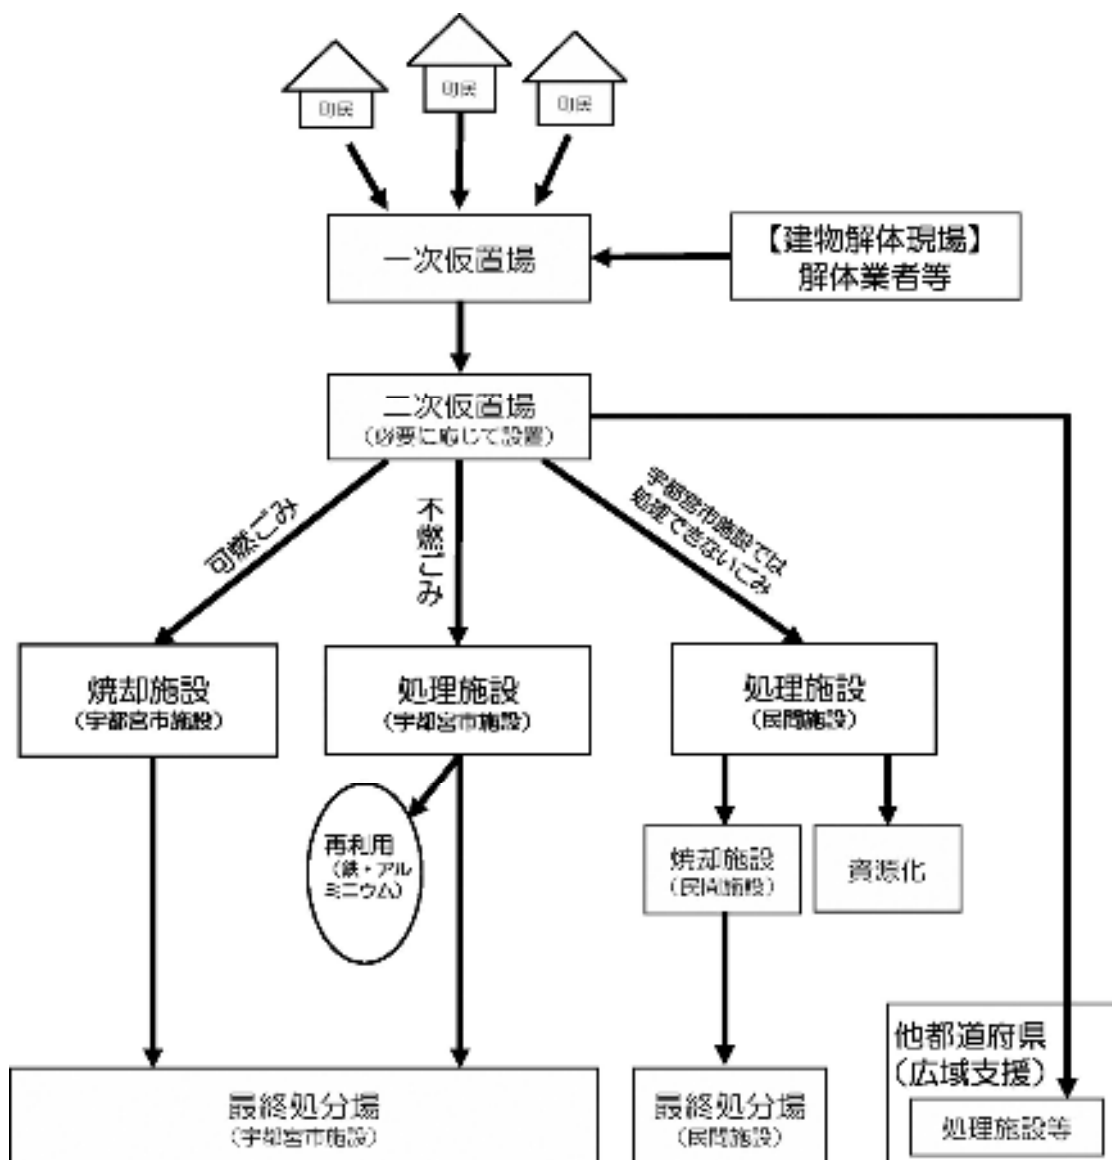 町民
町民
町民
一次仮置場
【建物解体現場】
解体業者等
二次仮置場
(必要に応じて設置)
可燃ごみ
不燃ごみ
宇都宮市施設では
処理できないごみ
焼却施設
(宇都宮市施設)
処理施設
(宇都宮市施設)
処理施設
(民間施設)
再利用
(鉄・アル
ミニウム)
焼却施設
(民間施設)
資源化
他都道府県
(広域支援)
処理施設等
最終処分場
(宇都宮市施設)
最終処分場
(民間施設)